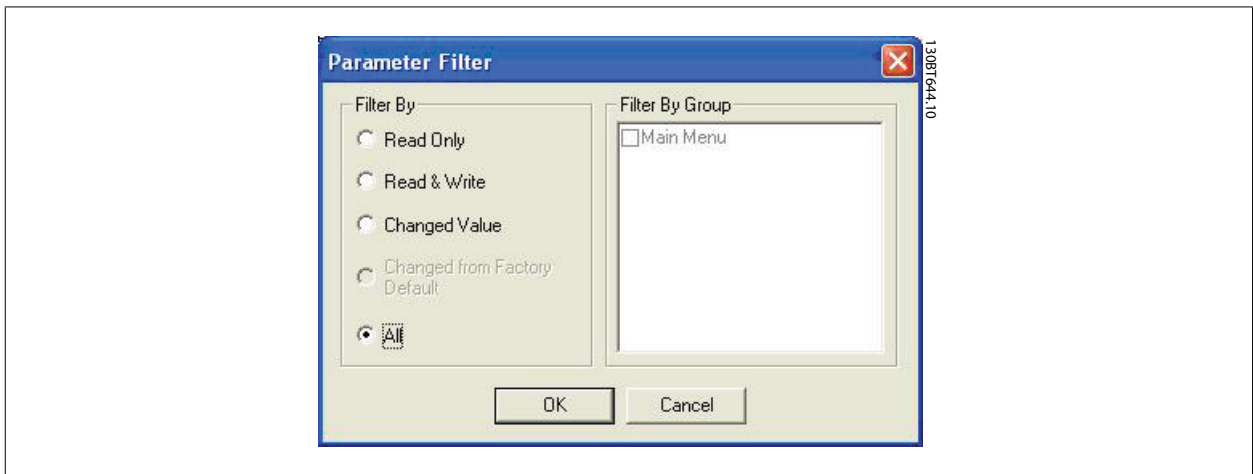 Parameter Filter
Filter By
Read Only
Read & Write
Changed Value
Changed from Factory
Default
All
Filter By Group
Main Menu
OK
Cancel
130BT644.10